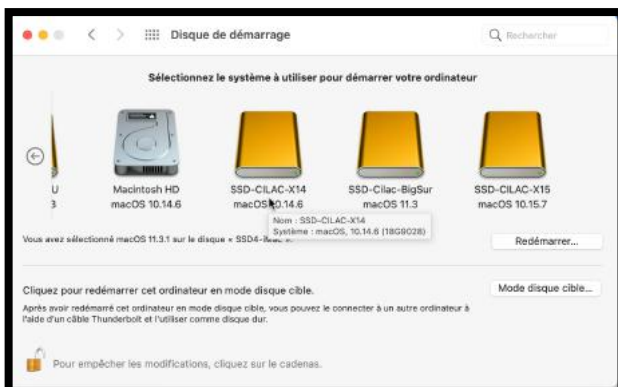 Disque de démarrage
Rechercher
Sélectionnez le système à utiliser pour démarrer votre ordinateur
U Macintosh HD SSD-CILAC-X14 SSD-Cilac-BigSur SSD-CILAC-X15
3 macOS 10.14.6 macOS 10.14.6 macOS 11.3 macOS 10.15.7
Nom : SSD-CILAC-X14
Système : macOS, 10.14.6 (18G9028)
Vous avez sélectionné macOS 11.3.1 sur le disque « ».
Redémarrer...
Cliquez pour redémarrer cet ordinateur en mode disque cible.
Mode disque cible...
Après avoir redémarré cet ordinateur en mode disque cible, vous pouvez le connecter à un autre ordinateur à
l'aide d'un câble Thunderbolt et l'utiliser comme disque dur.
Pour empêcher les modifications, cliquez sur le cadenas.